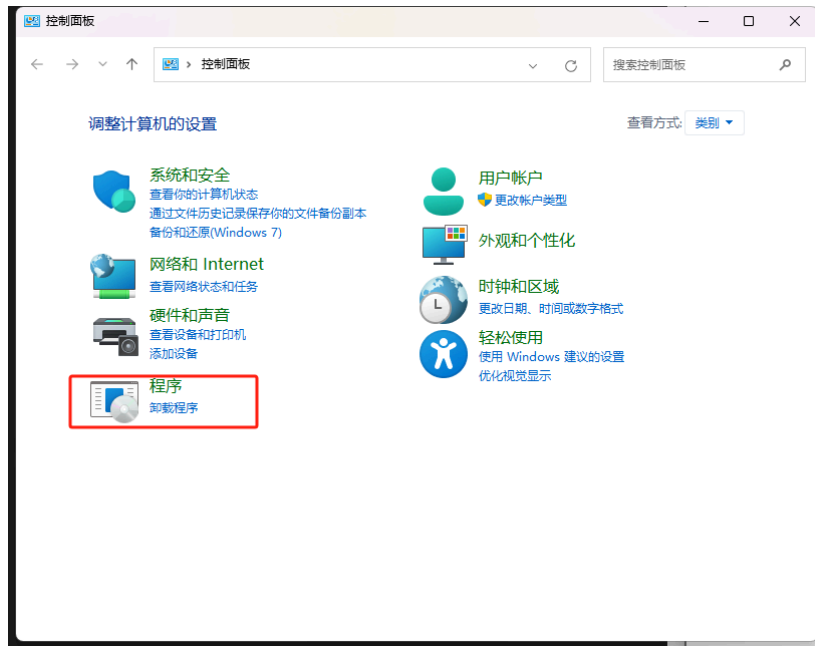 控制面板
控制面板
搜索控制面板
调整计算机的设置
查看方式: 类别
系统和安全
查看你的计算机状态
通过文件历史记录保存你的文件备份副本
备份和还原(Windows 7)
网络和 Internet
查看网络状态和任务
硬件和声音
查看设备和打印机
添加设备
程序
卸载程序
用户帐户
更改帐户类型
外观和个性化
时钟和区域
更改日期、时间或数字格式
轻松使用
使用 Windows 建议的设置
优化视觉显示